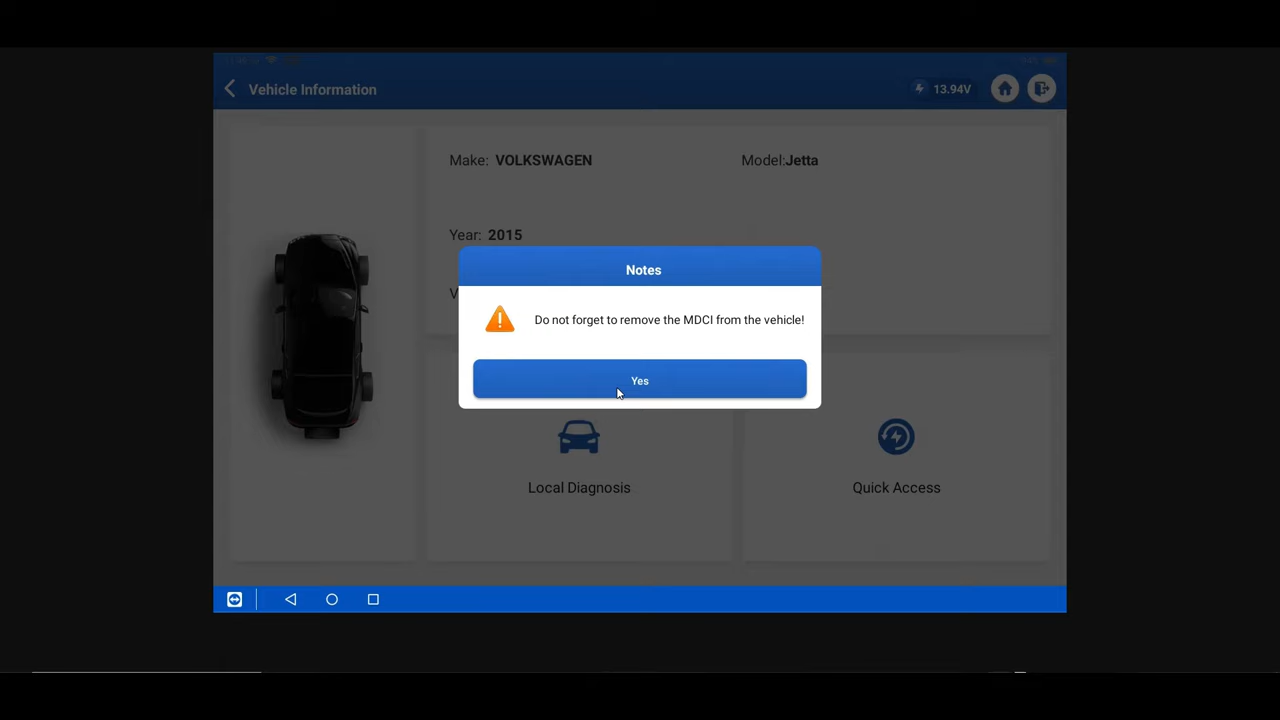 Vehicle Information
13.94V
Make: VOLKSWAGEN
Model:Jetta
Year: 2015
V
Notes
Do not forget to remove the MDCI from the vehicle!
Yes
Local Diagnosis
Quick Access